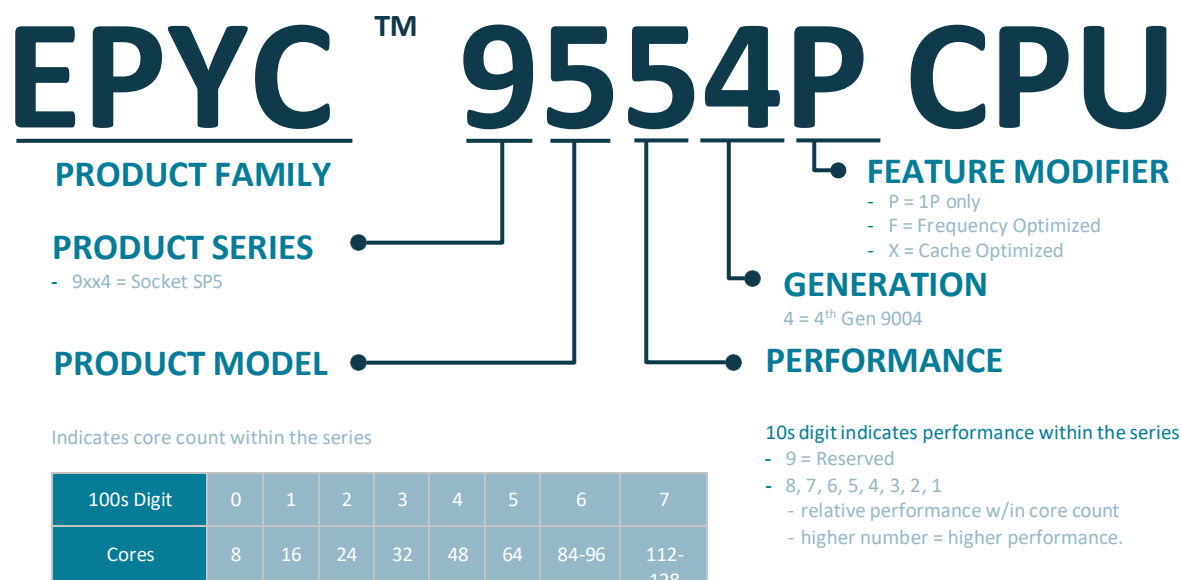 EPYC ™ 9554P CPU
PRODUCT FAMILY
PRODUCT SERIES
- 9xx4 = Socket SP5
PRODUCT MODEL
FEATURE MODIFIER
- P = 1P only
- F = Frequency Optimized
- X = Cache Optimized
GENERATION
4 = 4th Gen 9004
PERFORMANCE
Indicates core count within the series
100s Digit 0 1 2 3 4 5 6 7
Cores 8 16 24 32 48 64 84-96 112-
128
10s digit indicates performance within the series
- 9 = Reserved
- 8, 7, 6, 5, 4, 3, 2, 1
- relative performance w/in core count
- higher number = higher performance.